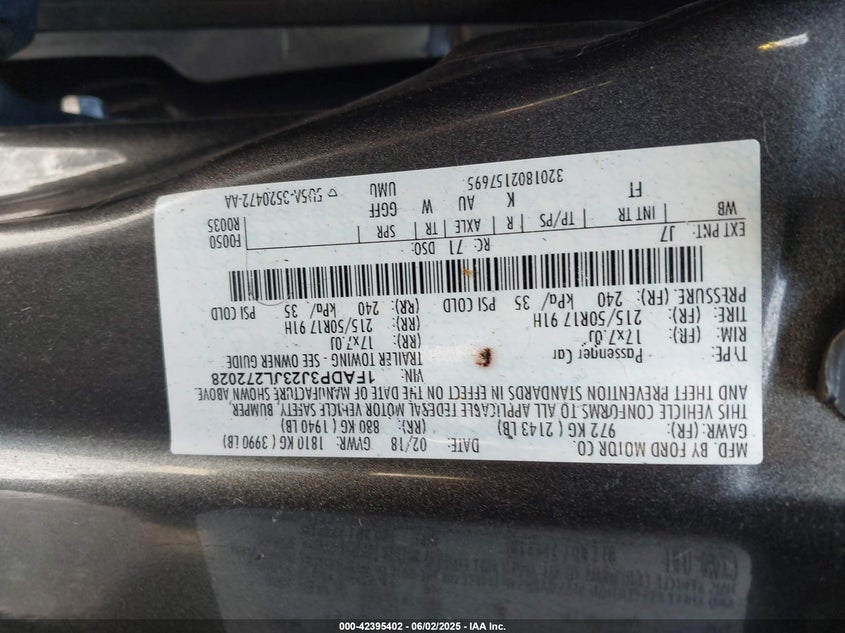 MFD. BY FORD MOTOR CO.
DATE: 02/18 GVWR: 1810 KG ( 3990 LB)
GAWR: (FR): 972 KG ( 2143 LB) (RR): 880 KG ( 1940 LB)
THIS VEHICLE CONFORMS TO ALL APPLICABLE FEDERAL MOTOR VEHICLE SAFETY, BUMPER,
AND THEFT PREVENTION STANDARDS IN EFFECT ON THE DATE OF MANUFACTURE SHOWN ABOVE.
VIN: 1FADP3J23JL272028
TYPE: Passenger Car TRAILER TOWING - SEE OWNER GUIDE
RIM: (FR): 17x7.0J (RR): 17x7.0J
TIRE: (FR): 215/50R17 91H (RR): 215/50R17 91H
PRESSURE: (FR): 240 kPa/ 35 PSI COLD (RR): 240 kPa/ 35 PSI COLD
EXT PNT: J7 RC: 71 DSO: F0050
WB INT TR TP/PS R AXLE TR SPR R0035
FT K AU W GGFF
UMU
3201802157695 5U5A-3520472-AA
000-42395402 - 06/02/2025 - IAA Inc.